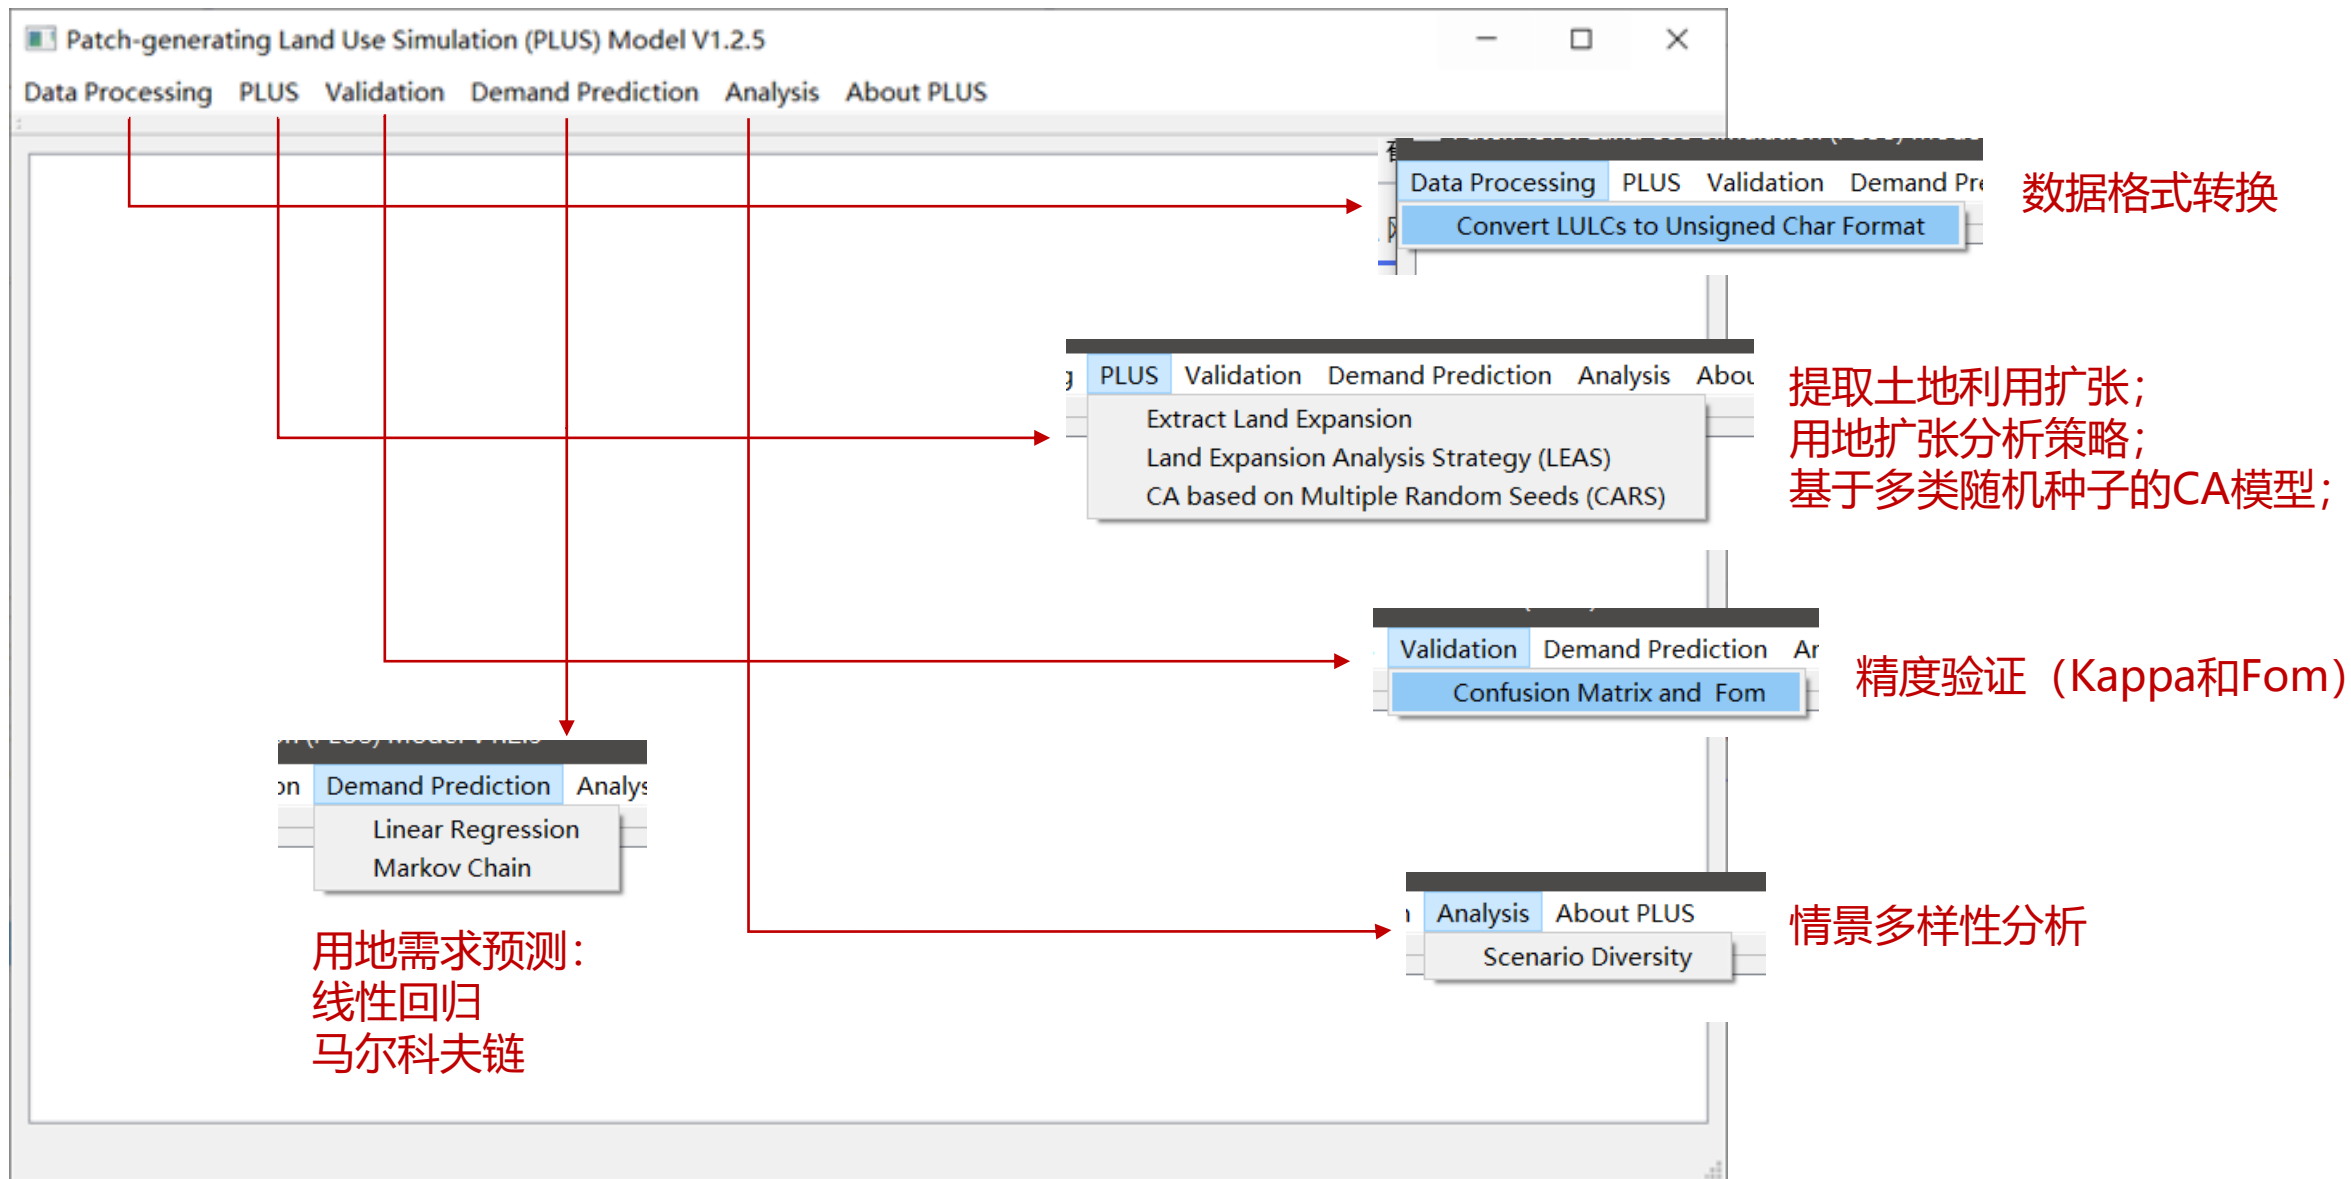 Patch-generating Land Use Simulation (PLUS) Model V1.2.5
Data Processing PLUS Validation Demand Prediction Analysis About PLUS
Data Processing PLUS Validation Demand Pre
Convert LULCs to Unsigned Char Format
数据格式转换
PLUS Validation Demand Prediction Analysis Abou
Extract Land Expansion
Land Expansion Analysis Strategy (LEAS)
CA based on Multiple Random Seeds (CARS)
提取土地利用扩张；
用地扩张分析策略；
基于多类随机种子的CA模型；
Validation Demand Prediction An
Confusion Matrix and Fom
精度验证（Kappa和Fom）
on Demand Prediction Analys
Linear Regression
Markov Chain
用地需求预测：
线性回归
马尔科夫链
Analysis About PLUS
Scenario Diversity
情景多样性分析